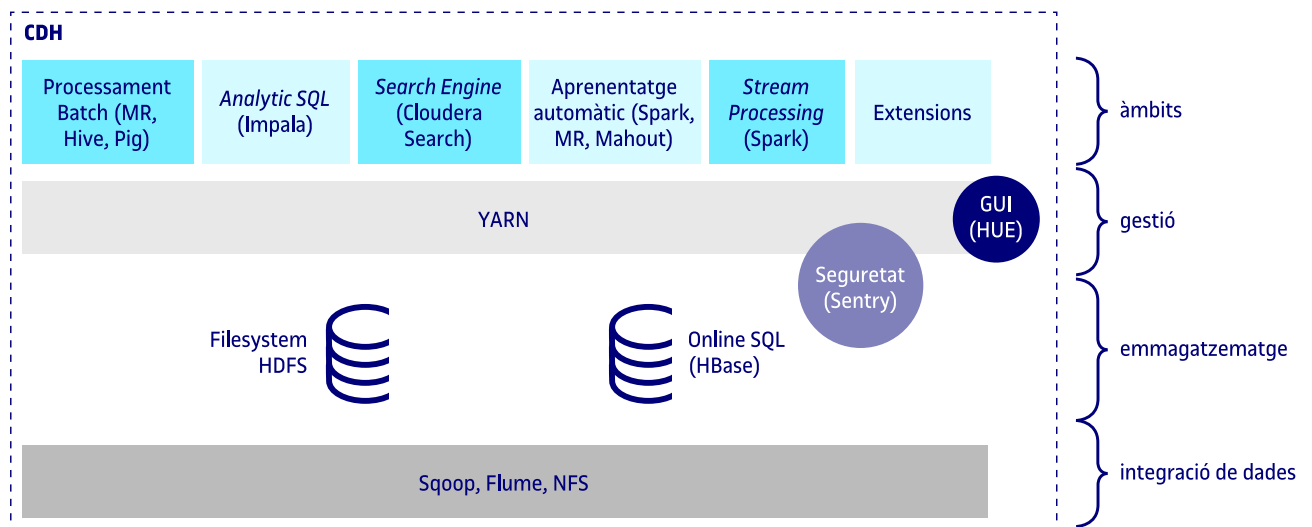 CDH
Processament
Batch (MR,
Hive, Pig)
Analytic SQL
(Impala)
Search Engine
(Cloudera
Search)
Aprenentatge
automàtic (Spark,
MR, Mahout)
Stream
Processing
(Spark)
Extensions
àmbits
YARN
GUI
(HUE)
gestió
Seguretat
(Sentry)
Filesystem
HDFS
Online SQL
(HBase)
emmagatzematge
Sqoop, Flume, NFS
integració de dades